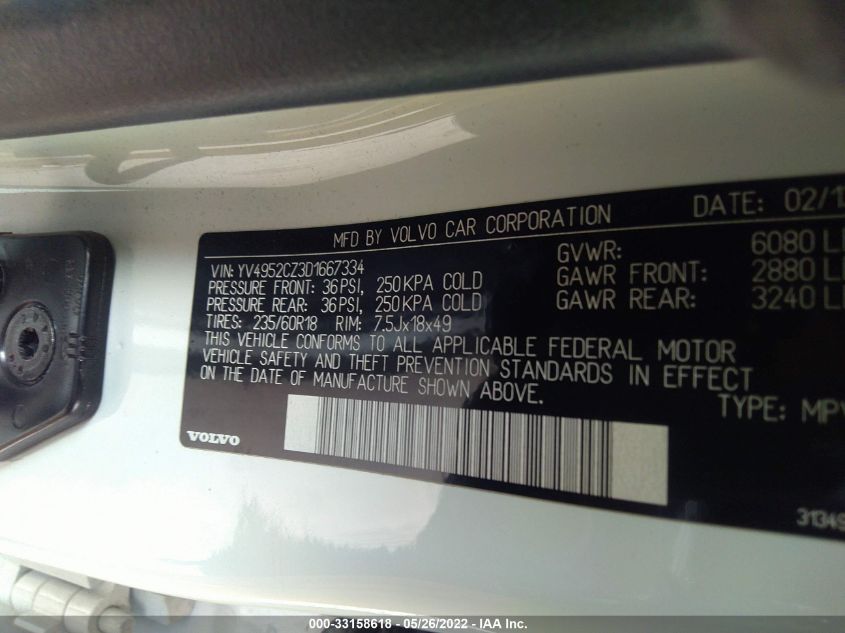 MFD BY VOLVO CAR CORPORATION DATE: 02/1
VIN: YV4952CZ3D1667334 GVWR: 6080 L
PRESSURE FRONT: 36PSI, 250KPA COLD GAWR FRONT: 2880 L
PRESSURE REAR: 36PSI, 250KPA COLD GAWR REAR: 3240 L
TIRES: 235/60R18 RIM: 7.5Jx18x49
THIS VEHICLE CONFORMS TO ALL APPLICABLE FEDERAL MOTOR
VEHICLE SAFETY AND THEFT PREVENTION STANDARDS IN EFFECT
ON THE DATE OF MANUFACTURE SHOWN ABOVE.
TYPE: MPV
VOLVO
3134
000-33158618 - 05/26/2022 - IAA Inc.